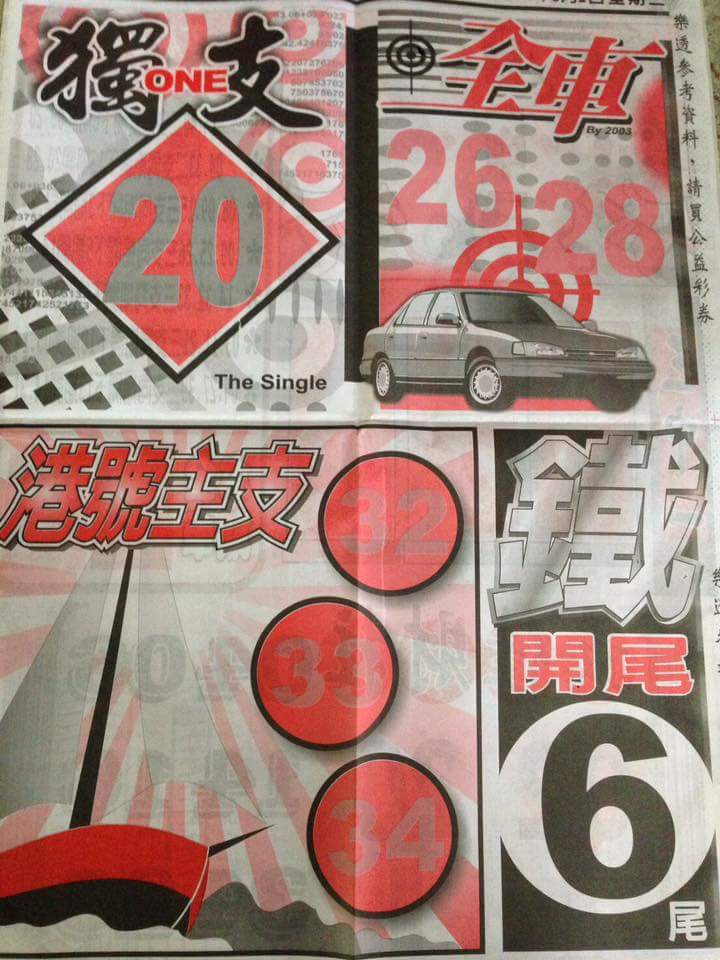 獨ONE支
20
The Single
全車
By 2003
26
28
樂透參考資料，請買公益彩券
港號主支
32
33
34
鐵
開尾
6
尾